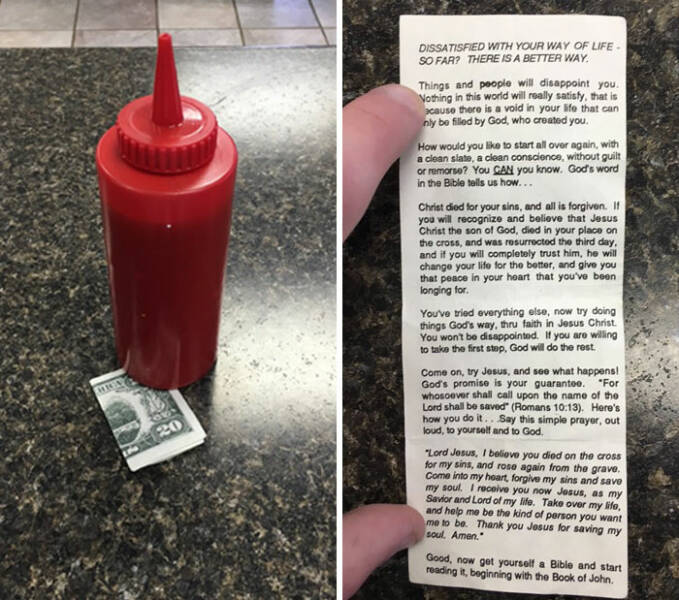 RICA
20
DISSATISFIED WITH YOUR WAY OF LIFE -
SO FAR? THERE IS A BETTER WAY.
Things and people will disappoint you.
Nothing in this world will really satisfy, that is
ecause there is a void in your life that can
nly be filled by God, who created you.
How would you like to start all over again, with
a clean slate, a clean conscience, without guilt
or remorse? You CAN you know. God's word
in the Bible tells us how. . .
Christ died for your sins, and all is forgiven. If
you will recognize and believe that Jesus
Christ the son of God, died in your place on
the cross, and was resurrected the third day,
and if you will completely trust him, he will
change your life for the better, and give you
that peace in your heart that you've been
longing for.
You've tried everything else, now try doing
things God's way, thru faith in Jesus Christ.
You won't be disappointed. If you are willing
to take the first step, God will do the rest.
Come on, try Jesus, and see what happens!
God's promise is your guarantee. "For
whosoever shall call upon the name of the
Lord shall be saved" (Romans 10:13). Here's
how you do it . . .Say this simple prayer, out
loud, to yourself and to God.
"Lord Jesus, I believe you died on the cross
for my sins, and rose again from the grave.
Come into my heart, forgive my sins and save
my soul. I receive you now Jesus, as my
Savior and Lord of my life. Take over my life,
and help me be the kind of person you want
me to be. Thank you Jesus for saving my
soul. Amen."
Good, now get yourself a Bible and start
reading it, beginning with the Book of John.